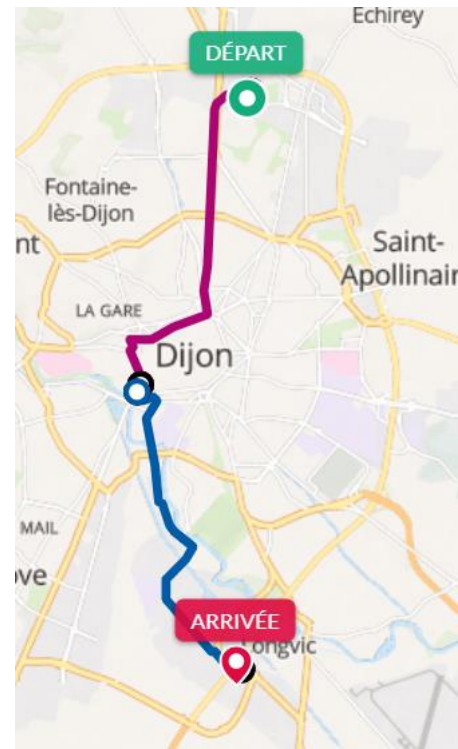 Echirey
DÉPART
Fontaine-
lès-Dijon
nt
Saint-
Apollinair
LA GARE
Dijon
MAIL
ove
ARRIVÉE
ongvic